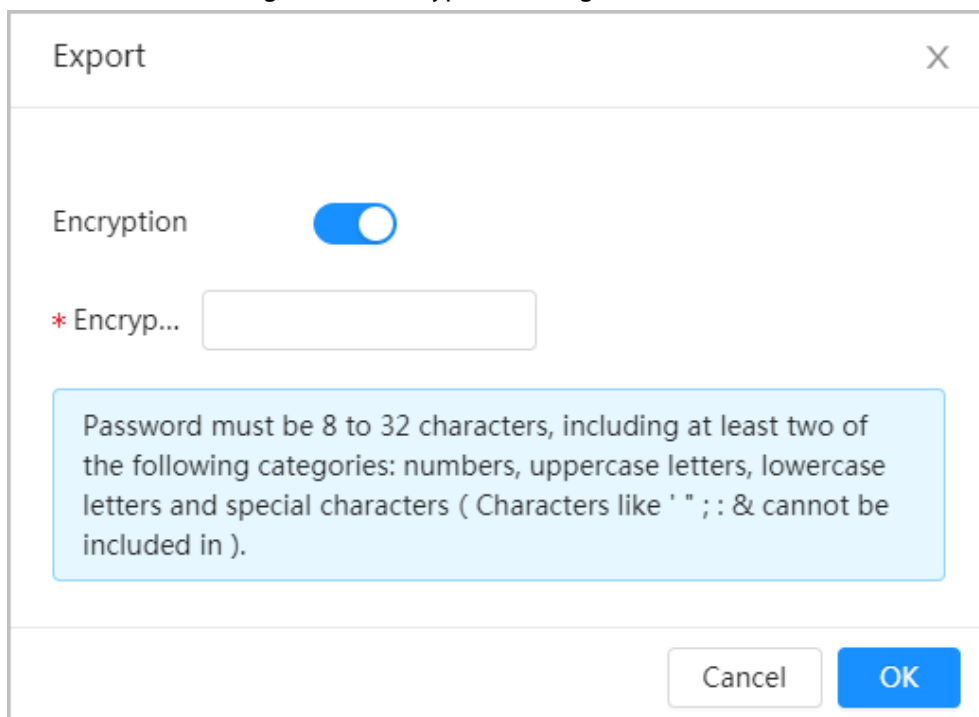 Export
X
Encryption
* Encryp...
Password must be 8 to 32 characters, including at least two of
the following categories: numbers, uppercase letters, lowercase
letters and special characters ( Characters like ' " ; : & cannot be
included in ).
Cancel
OK